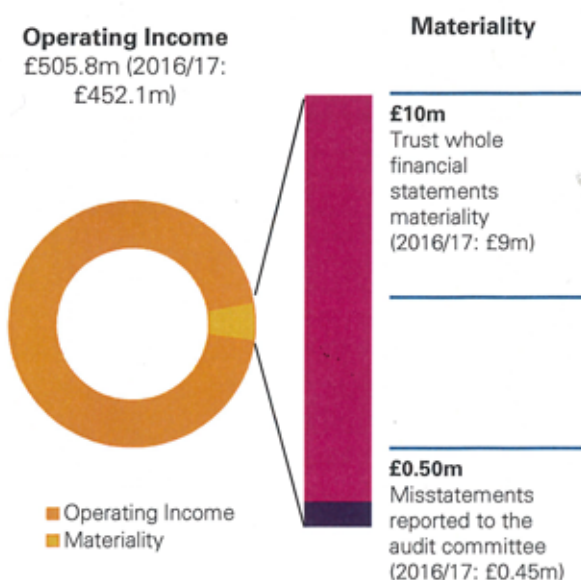 Operating Income
£505.8m (2016/17:
£452.1m)
Materiality
£10m
Trust whole
financial
statements
materiality
(2016/17: £9m)
£0.50m
Misstatements
reported to the
audit committee
(2016/17: £0.45m)
Operating Income
Materiality